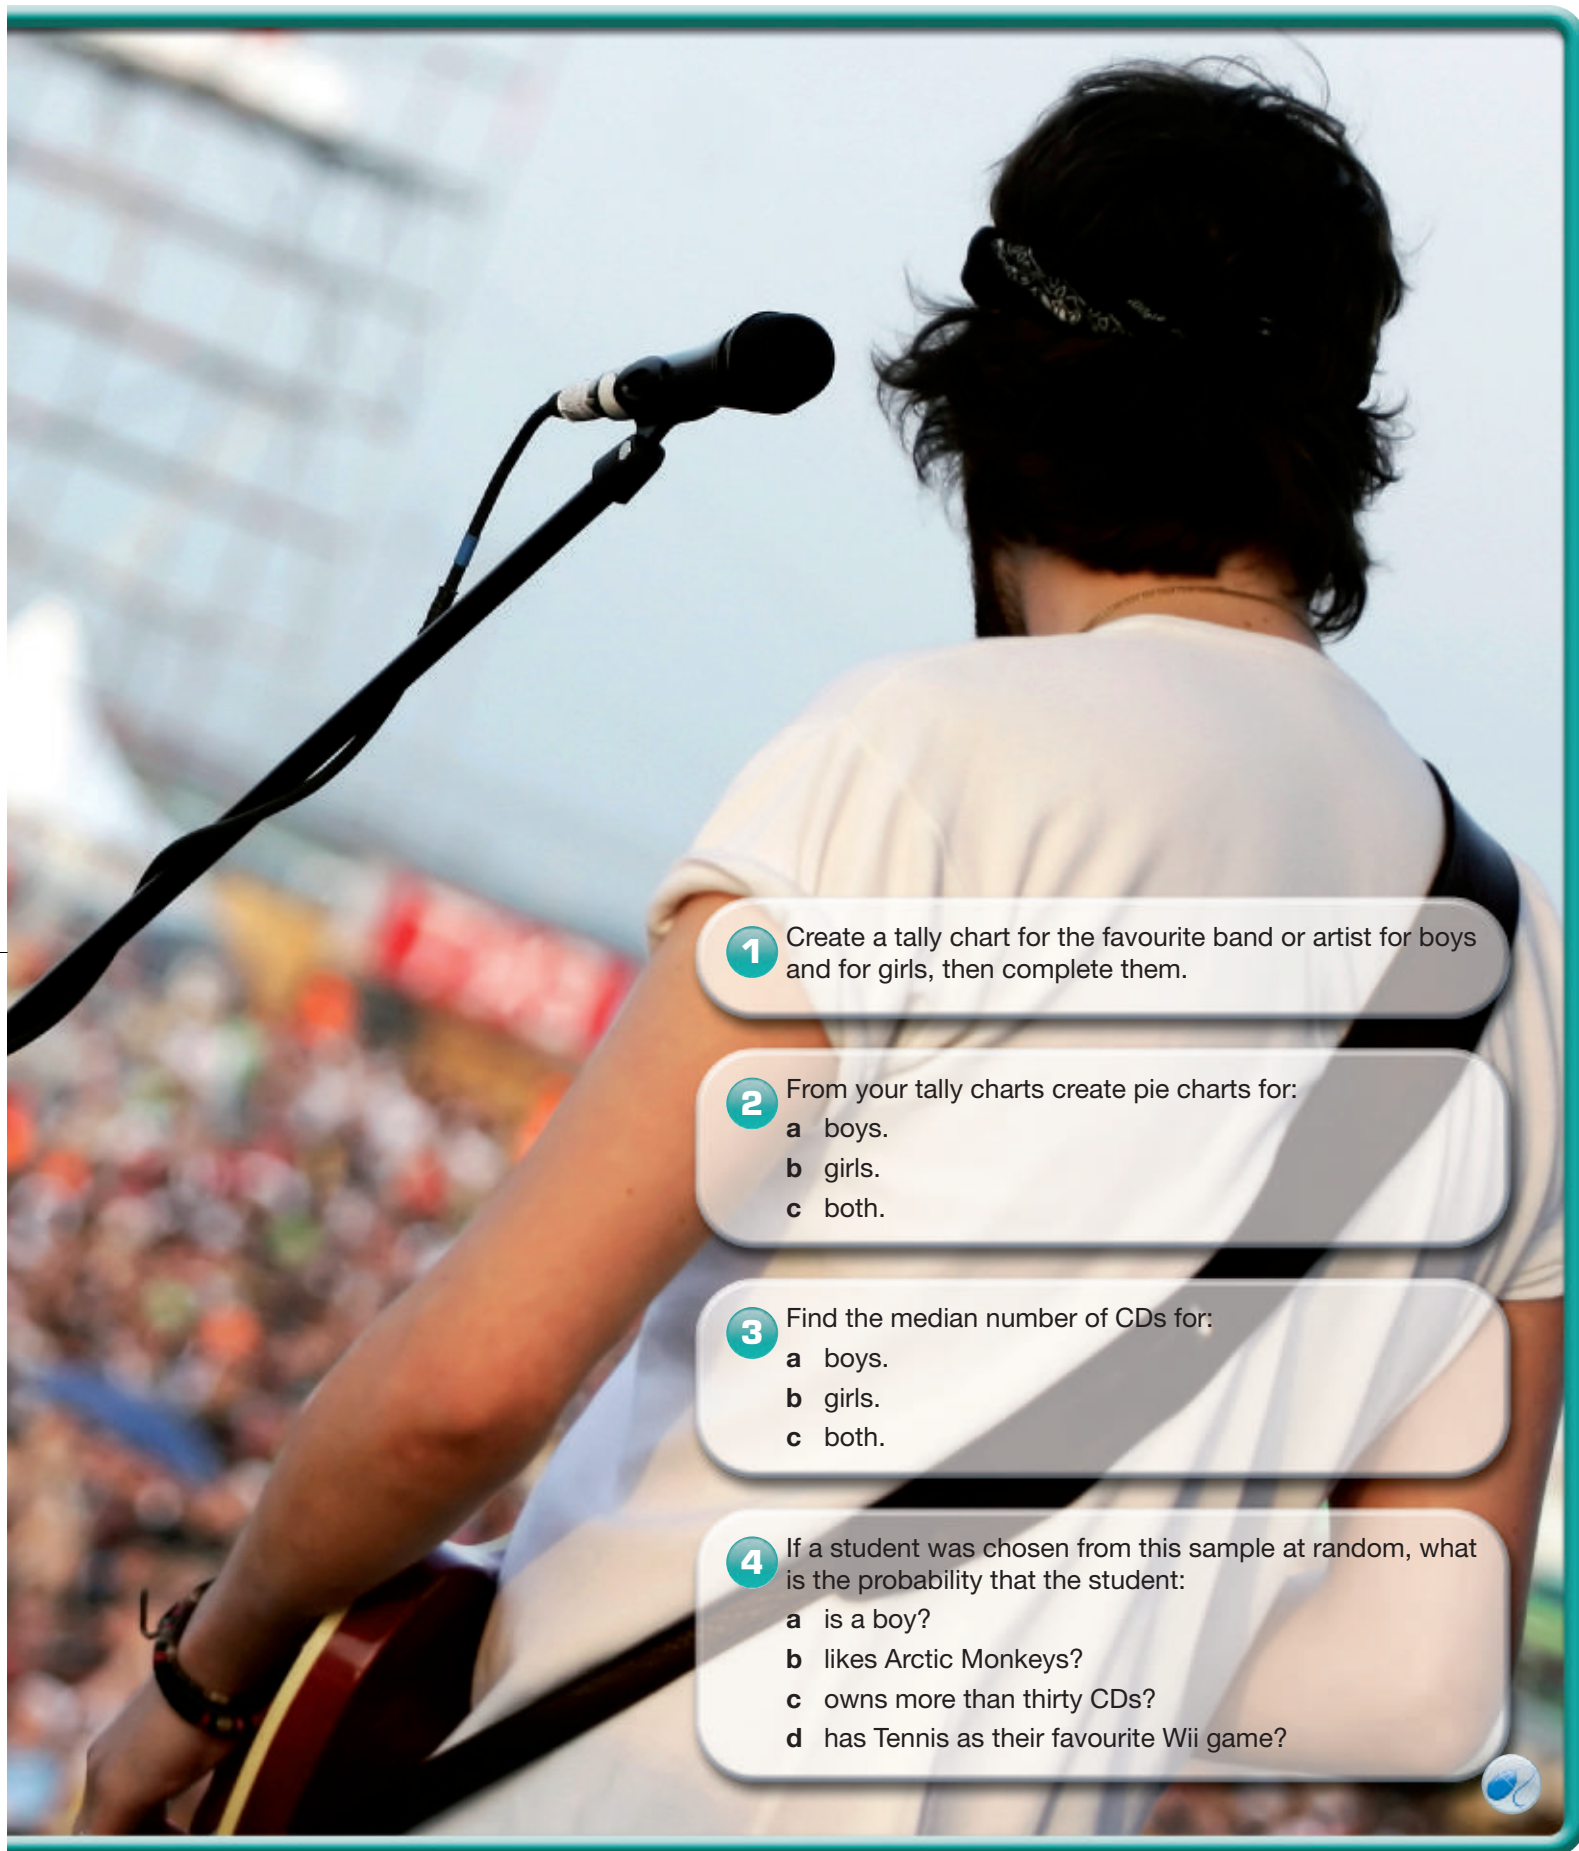 1 Create a tally chart for the favourite band or artist for boys
and for girls, then complete them.
2 From your tally charts create pie charts for:
a boys.
b girls.
c both.
3 Find the median number of CDs for:
a boys.
b girls.
c both.
4 If a student was chosen from this sample at random, what
is the probability that the student:
a is a boy?
b likes Arctic Monkeys?
c owns more than thirty CDs?
d has Tennis as their favourite Wii game?